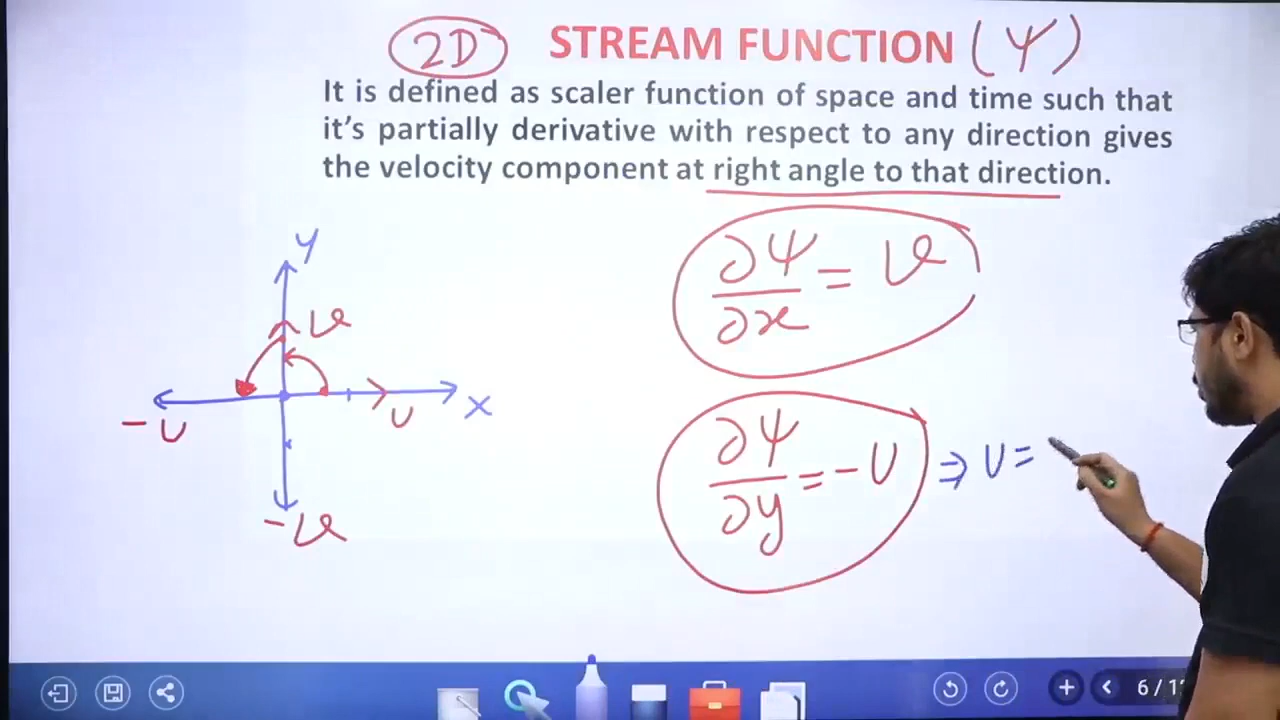 2D STREAM FUNCTION (ψ)
It is defined as scaler function of space and time such that
it's partially derivative with respect to any direction gives
the velocity component at right angle to that direction.
y
v
x
-U
U
-v
∂ψ/∂x = v
∂ψ/∂y = -U ⇒ U =
6 / 1